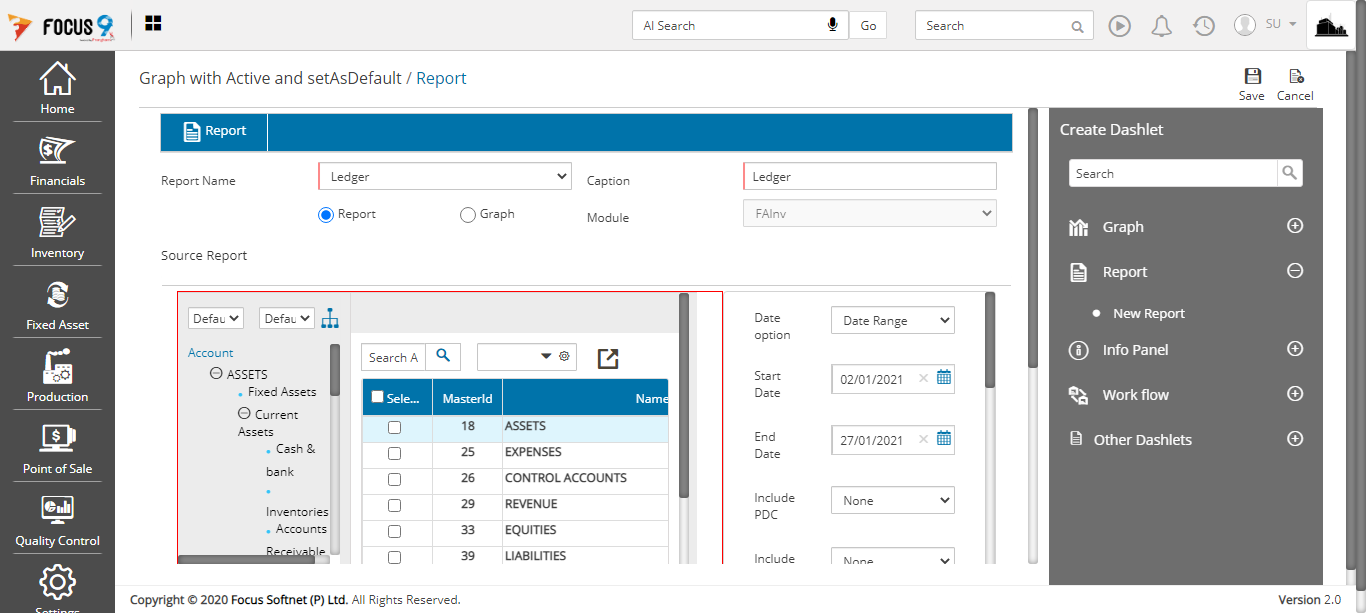 FOCUS 9
AI Search
Go
Search
SU
Home
Financials
Inventory
Fixed Asset
Production
Point of Sale
Quality Control
Settings
Graph with Active and setAsDefault / Report
Save
Cancel
Report
Report Name
Ledger
Caption
Ledger
Report
Graph
Module
FAInv
Source Report
Defau
Defau
Account
ASSETS
Fixed Assets
Current
Assets
Cash &
bank
Inventories
Accounts
Receivable
Search A
Sele... MasterId Name
18 ASSETS
25 EXPENSES
26 CONTROL ACCOUNTS
29 REVENUE
33 EQUITIES
39 LIABILITIES
Date
option
Date Range
Start
Date
02/01/2021
End
Date
27/01/2021
Include
PDC
None
Include
None
Create Dashlet
Search
Graph
Report
New Report
Info Panel
Work flow
Other Dashlets
Copyright © 2020 Focus Softnet (P) Ltd. All Rights Reserved.
Version 2.0